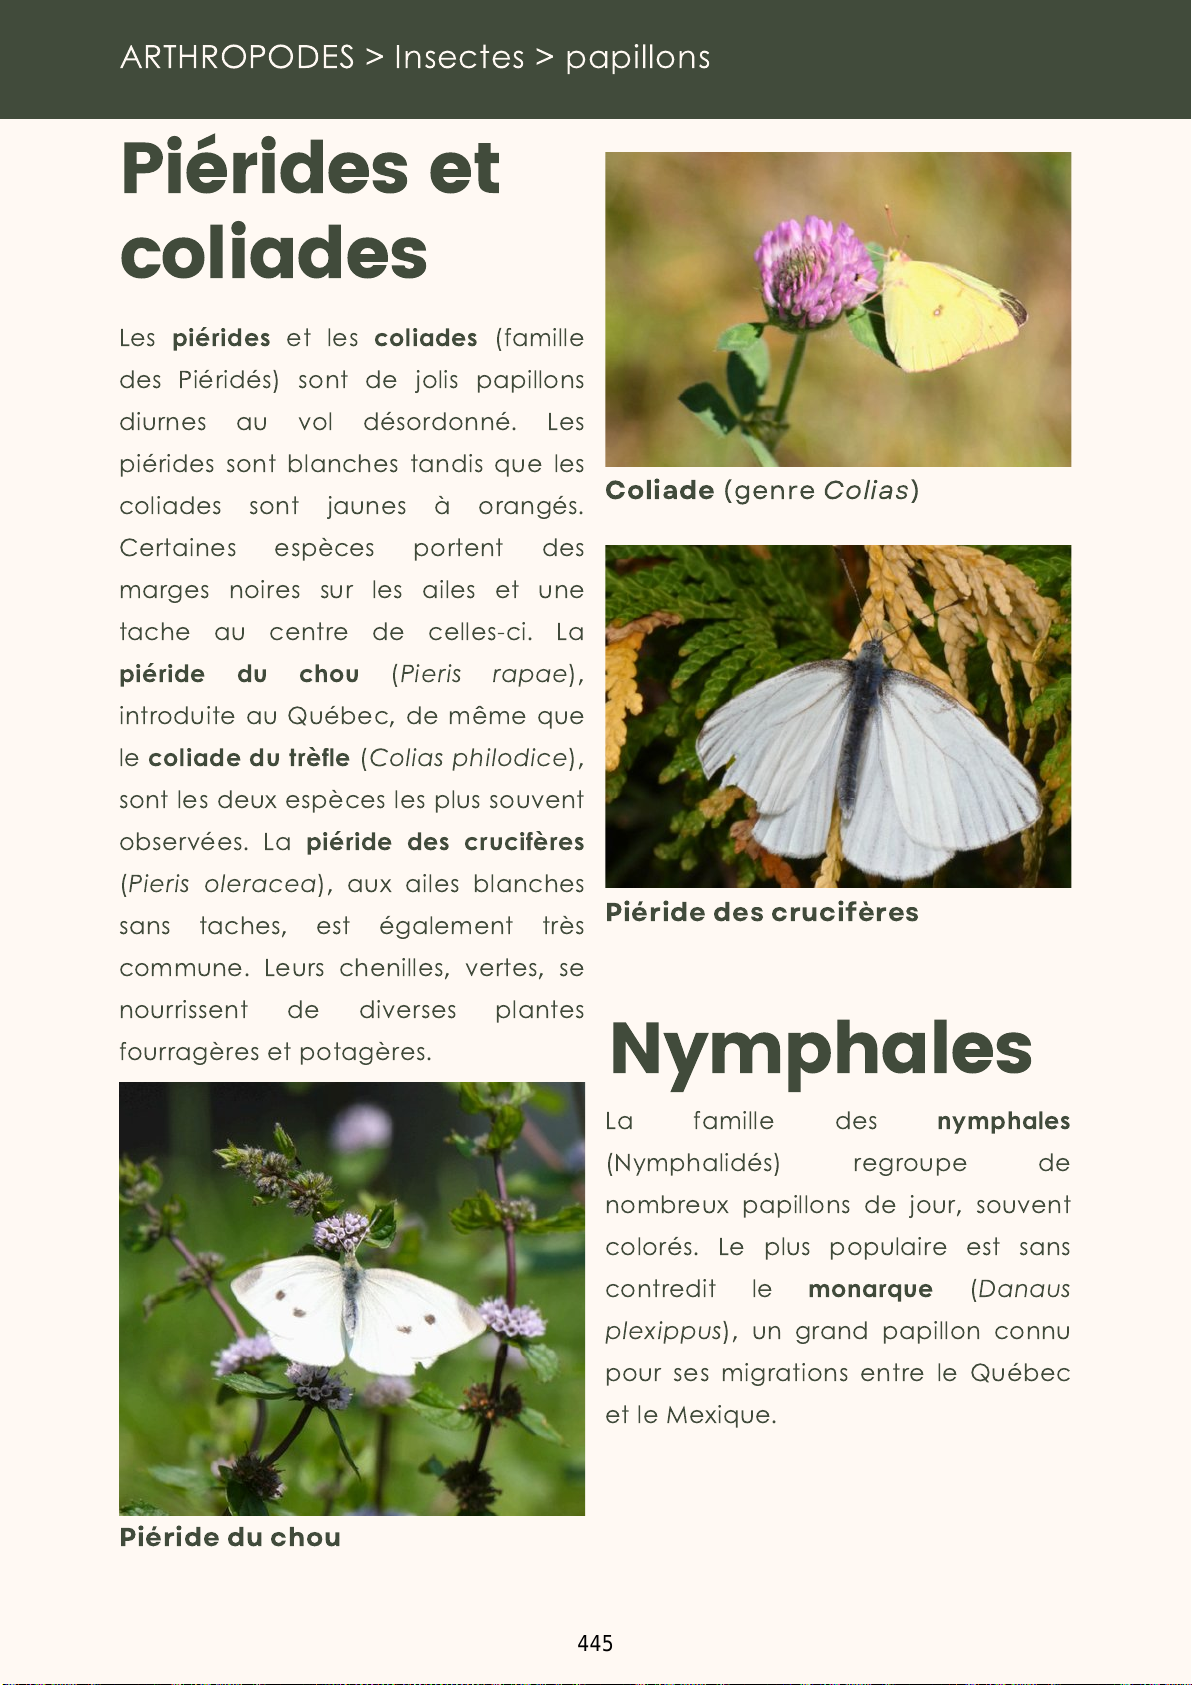 ARTHROPODES > Insectes > papillons
Piérides et
coliades
Les piérides et les coliades (famille
des Piéridés) sont de jolis papillons
diurnes au vol désordonné. Les
piérides sont blanches tandis que les
coliades sont jaunes à orangés.
Certaines espèces portent des
marges noires sur les ailes et une
tache au centre de celles-ci. La
piéride du chou (Pieris rapae),
introduite au Québec, de même que
le coliade du trèfle (Colias philodice),
sont les deux espèces les plus souvent
observées. La piéride des crucifères
(Pieris oleracea), aux ailes blanches
sans taches, est également très
commune. Leurs chenilles, vertes, se
nourrissent de diverses plantes
fourragères et potagères.
Piéride du chou
Coliade (genre Colias)
Piéride des crucifères
Nymphales
La famille des nymphales
(Nymphalidés) regroupe de
nombreux papillons de jour, souvent
colorés. Le plus populaire est sans
contredit le monarque (Danaus
plexippus), un grand papillon connu
pour ses migrations entre le Québec
et le Mexique.
445